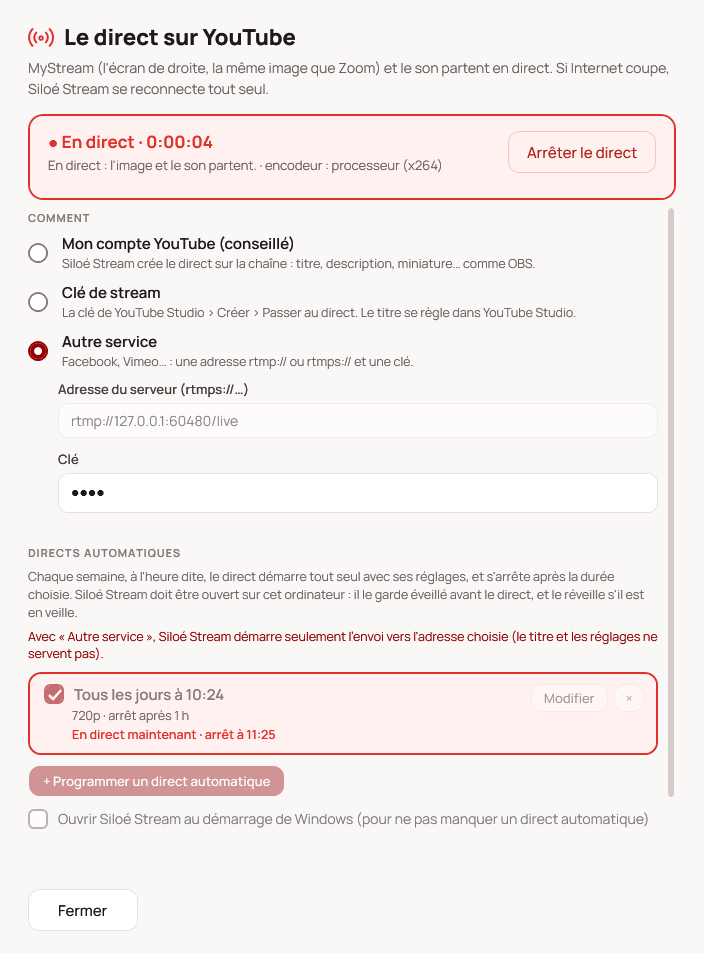 Le direct sur YouTube
MyStream (l'écran de droite, la même image que Zoom) et le son partent en direct. Si Internet coupe,
Siloé Stream se reconnecte tout seul.
● En direct · 0:00:04
En direct : l'image et le son partent. · encodeur : processeur (x264)
Arrêter le direct
COMMENT
Mon compte YouTube (conseillé)
Siloé Stream crée le direct sur la chaîne : titre, description, miniature… comme OBS.
Clé de stream
La clé de YouTube Studio > Créer > Passer au direct. Le titre se règle dans YouTube Studio.
Autre service
Facebook, Vimeo… : une adresse rtmp:// ou rtmps:// et une clé.
Adresse du serveur (rtmps://…)
rtmp://127.0.0.1:60480/live
Clé
••••
DIRECTS AUTOMATIQUES
Chaque semaine, à l'heure dite, le direct démarre tout seul avec ses réglages, et s'arrête après la durée
choisie. Siloé Stream doit être ouvert sur cet ordinateur : il le garde éveillé avant le direct, et le réveille s'il est
en veille.
Avec « Autre service », Siloé Stream démarre seulement l'envoi vers l'adresse choisie (le titre et les réglages ne
servent pas).
Tous les jours à 10:24
Modifier
×
720p · arrêt après 1 h
En direct maintenant · arrêt à 11:25
+ Programmer un direct automatique
Ouvrir Siloé Stream au démarrage de Windows (pour ne pas manquer un direct automatique)
Fermer